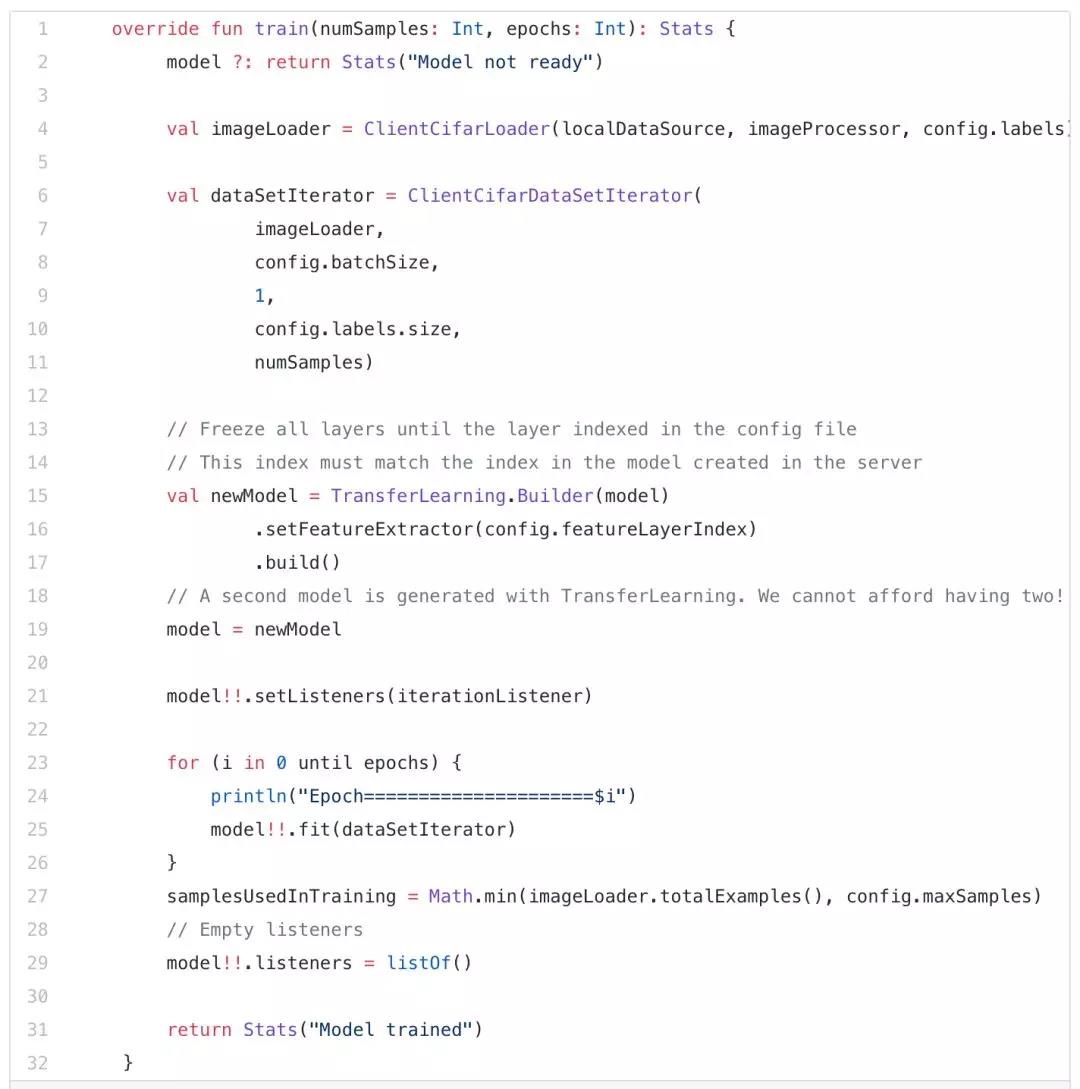 1 override fun train(numSamples: Int, epochs: Int): Stats {
2 model ?: return Stats("Model not ready")
3
4 val imageLoader = ClientCifarLoader(localDataSource, imageProcessor, config.labels)
5
6 val dataSetIterator = ClientCifarDataSetIterator(
7 imageLoader,
8 config.batchSize,
9 1,
10 config.labels.size,
11 numSamples)
12
13 // Freeze all layers until the layer indexed in the config file
14 // This index must match the index in the model created in the server
15 val newModel = TransferLearning.Builder(model)
16 .setFeatureExtractor(config.featureLayerIndex)
17 .build()
18 // A second model is generated with TransferLearning. We cannot afford having two!
19 model = newModel
20
21 model!!.setListeners(iterationListener)
22
23 for (i in 0 until epochs) {
24 println("Epoch=====================$i")
25 model!!.fit(dataSetIterator)
26 }
27 samplesUsedInTraining = Math.min(imageLoader.totalExamples(), config.maxSamples)
28 // Empty listeners
29 model!!.listeners = listOf()
30
31 return Stats("Model trained")
32 }